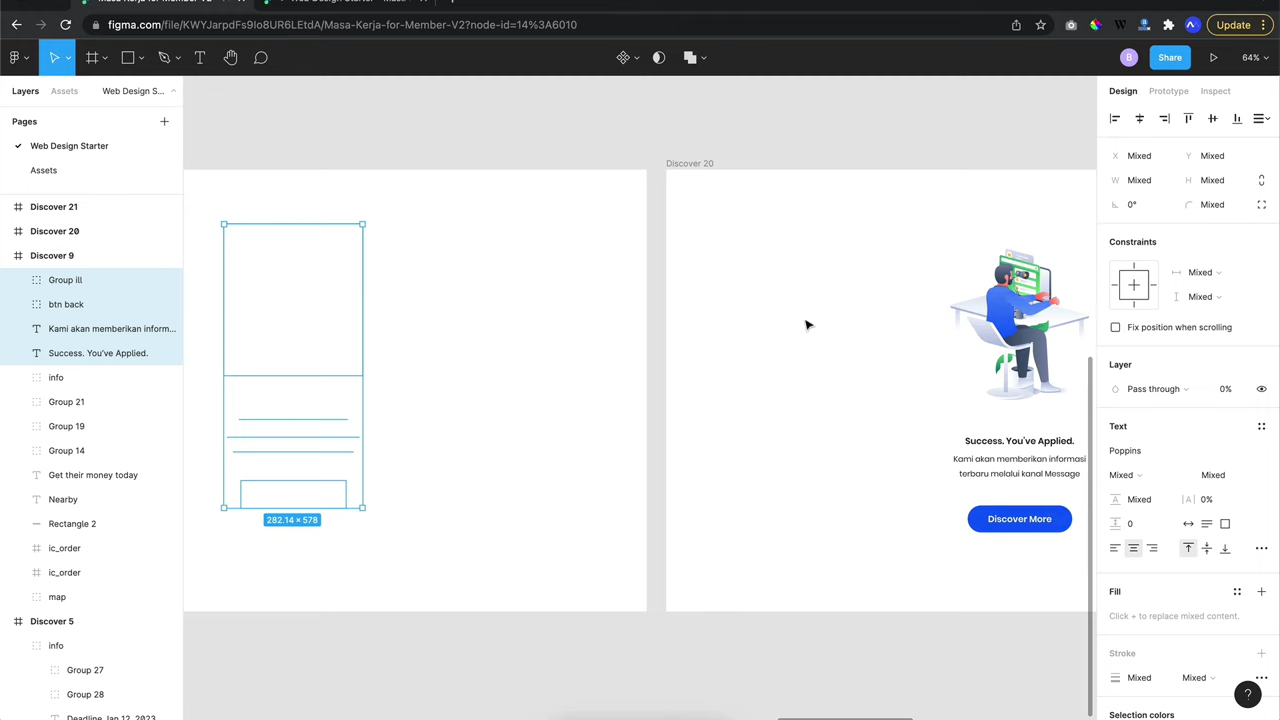 figma.com/file/KWYJarpdFs9Io8UR6LEtdA/Masa-Kerja-for-Member-V2?node-id=14%3A6010
Update
B
Share
64%
Layers
Assets
Web Design S...
Pages
Web Design Starter
Assets
Discover 21
Discover 20
Discover 9
Group ill
btn back
Kami akan memberikan inform...
Success. You've Applied.
info
Group 21
Group 19
Group 14
Get their money today
Nearby
Rectangle 2
ic_order
ic_order
map
Discover 5
info
Group 27
Group 28
Deadline Jan 12, 2023
282.14 × 578
Discover 20
Success. You've Applied.
Kami akan memberikan informasi
terbaru melalui kanal Message
Discover More
Design
Prototype
Inspect
X Mixed Y Mixed
W Mixed H Mixed
0° Mixed
Constraints
Mixed
Mixed
Fix position when scrolling
Layer
Pass through 0%
Text
Poppins
Mixed Mixed
A Mixed |A| 0%
0
Fill
Click + to replace mixed content.
Stroke
Mixed Mixed
?
Selection colors